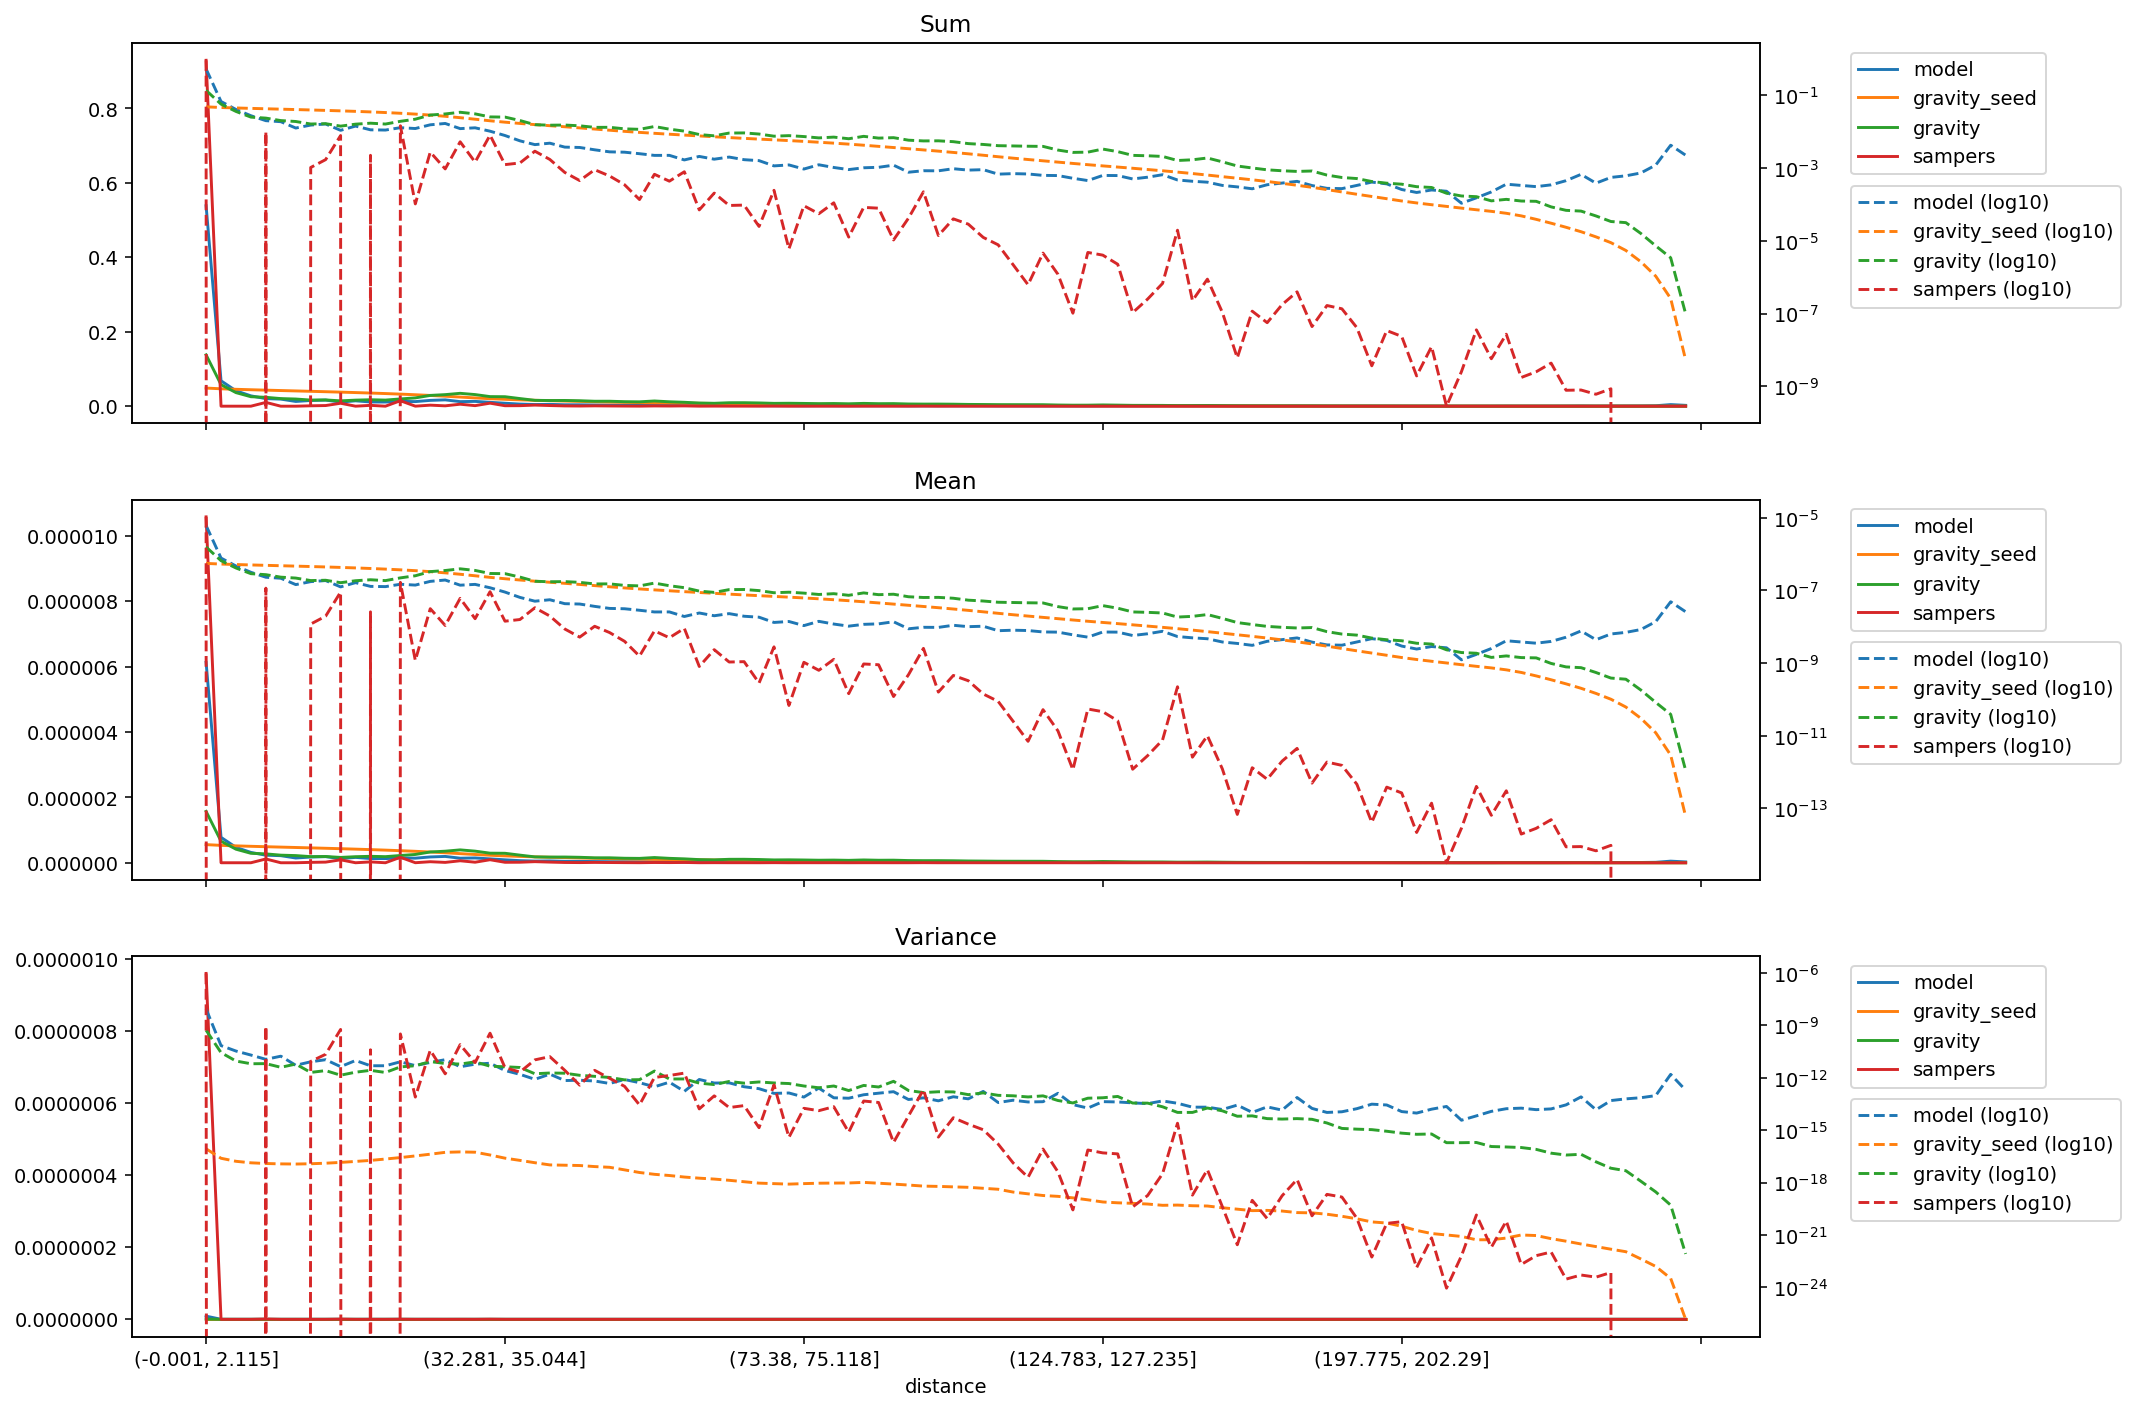 Sum
0.8
0.6
0.4
0.2
0.0
10⁻¹
10⁻³
10⁻⁵
10⁻⁷
10⁻⁹
model
gravity_seed
gravity
sampers
model (log10)
gravity_seed (log10)
gravity (log10)
sampers (log10)
Mean
0.000010
0.000008
0.000006
0.000004
0.000002
0.000000
10⁻⁵
10⁻⁷
10⁻⁹
10⁻¹¹
10⁻¹³
model
gravity_seed
gravity
sampers
model (log10)
gravity_seed (log10)
gravity (log10)
sampers (log10)
Variance
0.0000010
0.0000008
0.0000006
0.0000004
0.0000002
0.0000000
10⁻⁶
10⁻⁹
10⁻¹²
10⁻¹⁵
10⁻¹⁸
10⁻²¹
10⁻²⁴
model
gravity_seed
gravity
sampers
model (log10)
gravity_seed (log10)
gravity (log10)
sampers (log10)
(-0.001, 2.115] (32.281, 35.044] (73.38, 75.118] (124.783, 127.235] (197.775, 202.29]
distance